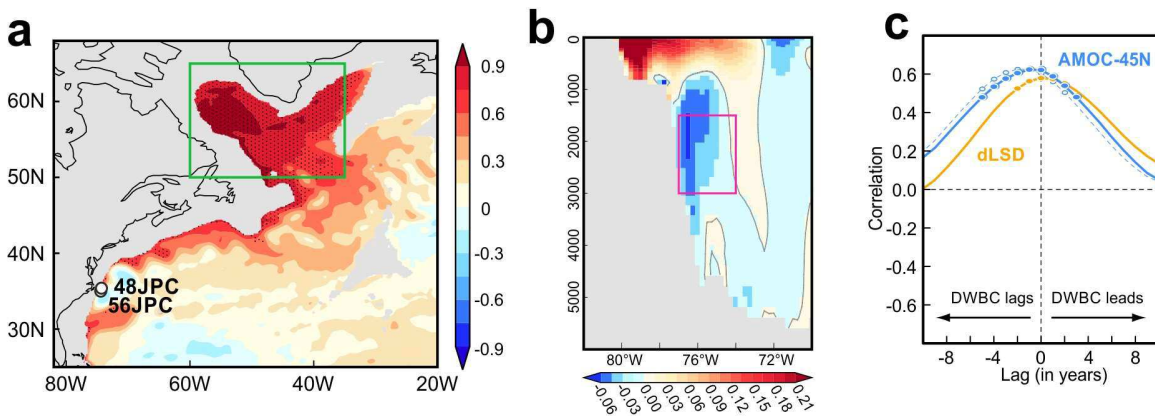 a
60N
50N
40N
30N
80W
60W
40W
20W
48JPC
56JPC
0.9
0.6
0.3
0
-0.3
-0.6
-0.9
b
0
1000
2000
3000
4000
5000
80°W
76°W
72°W
-0.06
-0.03
0.00
0.03
0.06
0.09
0.12
0.15
0.18
0.21
c
AMOC-45N
dLSD
Correlation
0.6
0.4
0.2
0.0
-0.2
-0.4
-0.6
DWBC lags
DWBC leads
-8
-4
0
4
8
Lag (in years)